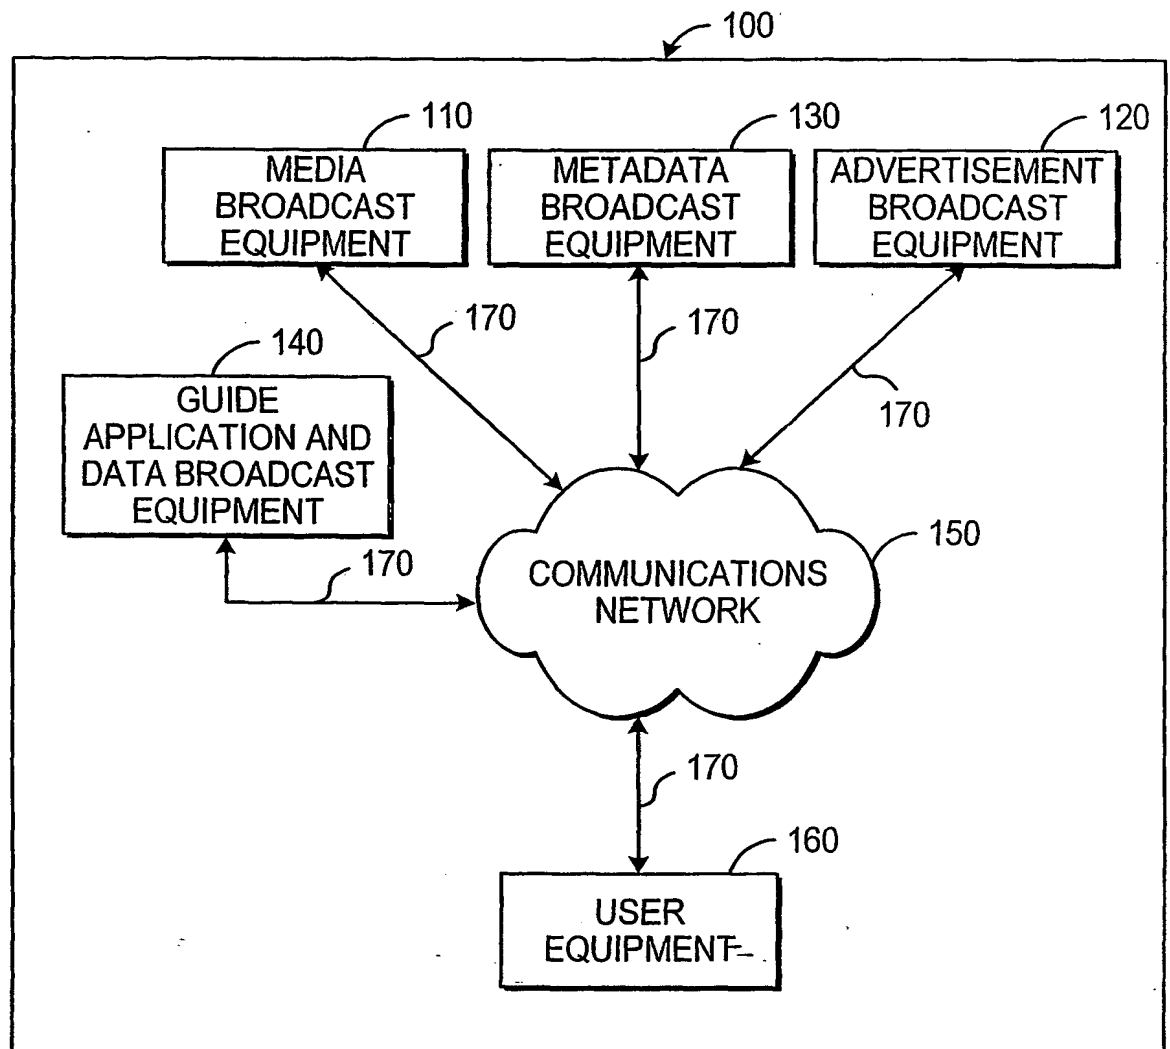 100
110
130
120
MEDIA
BROADCAST
EQUIPMENT
METADATA
BROADCAST
EQUIPMENT
ADVERTISEMENT
BROADCAST
EQUIPMENT
170
170
170
140
GUIDE
APPLICATION AND
DATA BROADCAST
EQUIPMENT
170
150
COMMUNICATIONS
NETWORK
170
160
USER
EQUIPMENT